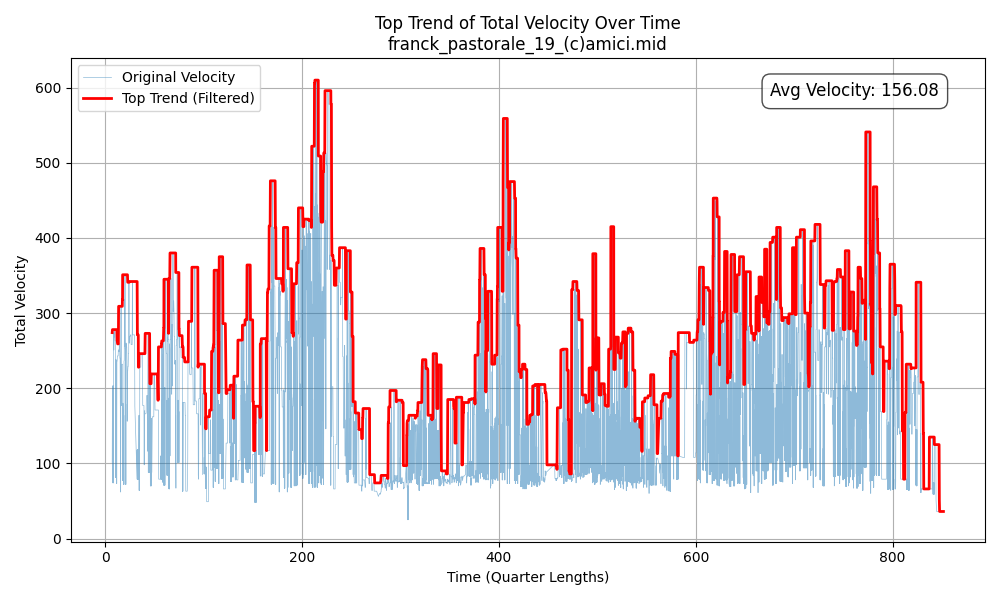 Top Trend of Total Velocity Over Time
franck_pastorale_19_(c)amici.mid
Original Velocity
Top Trend (Filtered)
Avg Velocity: 156.08
Total Velocity
600
500
400
300
200
100
0
0 200 400 600 800
Time (Quarter Lengths)